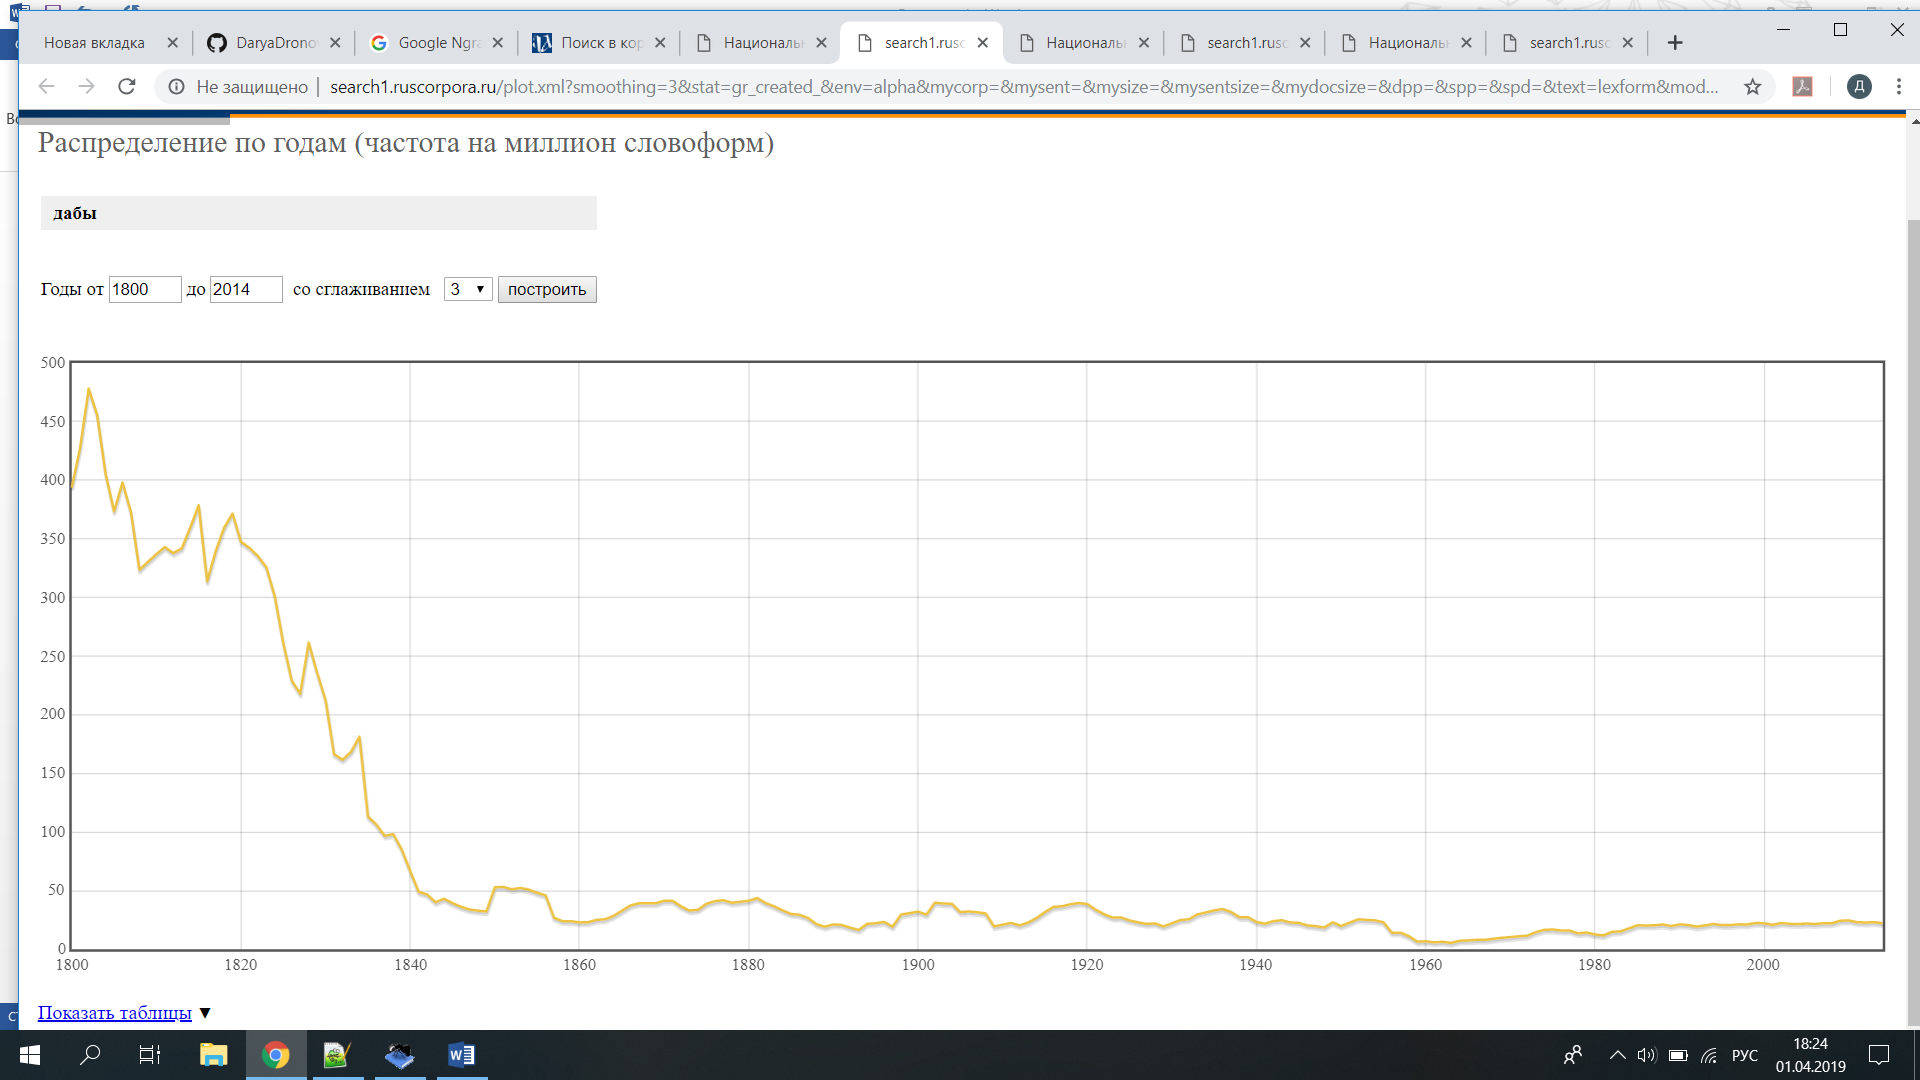 Новая вкладка
DaryaDrono
Google Ngra
Поиск в кор
Националь
search1.rusc
Националь
search1.rusc
Националь
search1.rusc
Не защищено
search1.ruscorpora.ru/plot.xml?smoothing=3&stat=gr_created_&env=alpha&mycorp=&mysent=&mysize=&mysentsize=&mydocsize=&dpp=&spp=&spd=&text=lexform&mod...
Д
Распределение по годам (частота на миллион словоформ)
дабы
Годы от 1800 до 2014 со сглаживанием 3 построить
500
450
400
350
300
250
200
150
100
50
0
1800 1820 1840 1860 1880 1900 1920 1940 1960 1980 2000
Показать таблицы ▼
РУС
18:24
01.04.2019